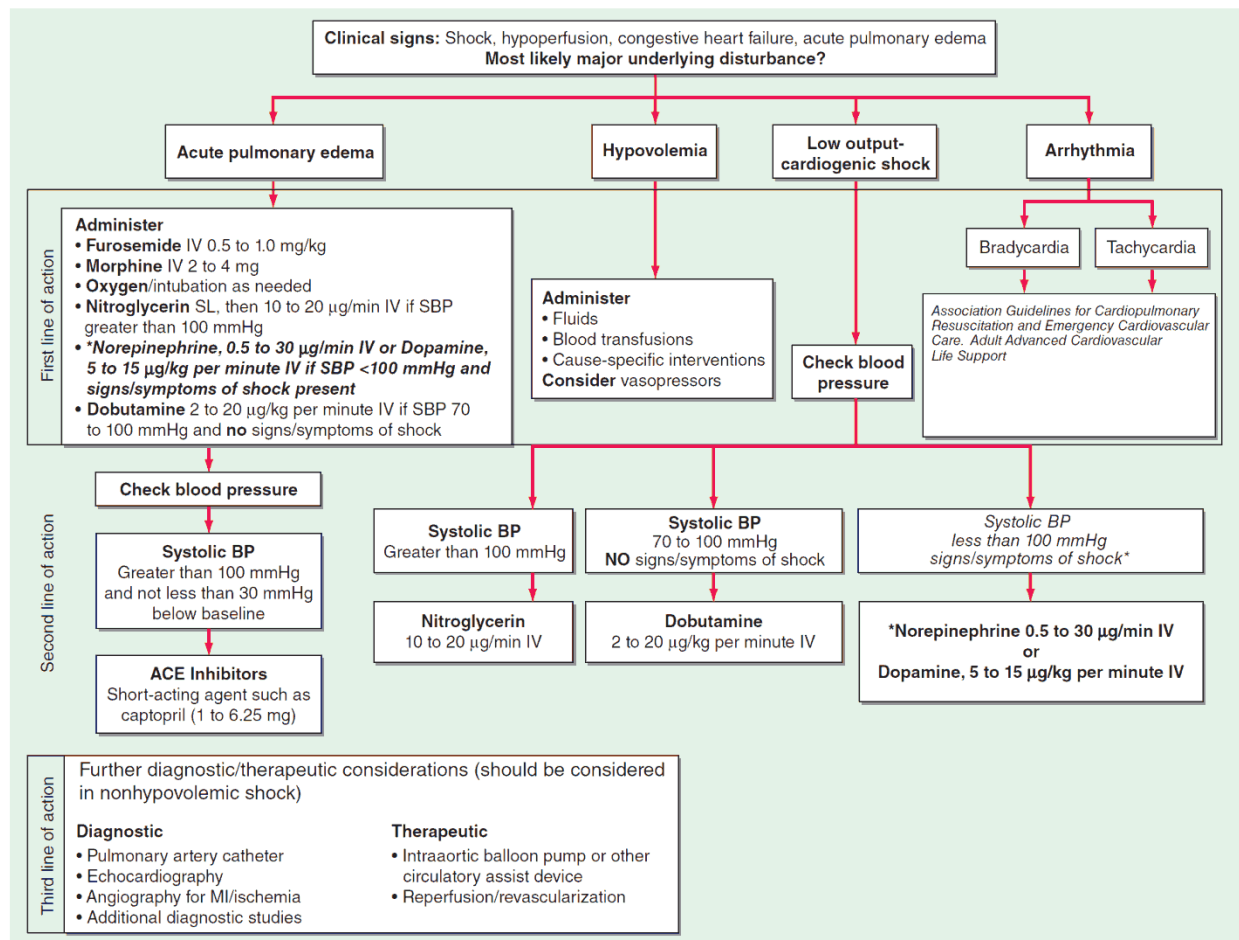 Clinical signs: Shock, hypoperfusion, congestive heart failure, acute pulmonary edema
Most likely major underlying disturbance?
Acute pulmonary edema
Hypovolemia
Low output-
cardiogenic shock
Arrhythmia
First line of action
Administer
• Furosemide IV 0.5 to 1.0 mg/kg
• Morphine IV 2 to 4 mg
• Oxygen/intubation as needed
• Nitroglycerin SL, then 10 to 20 μg/min IV if SBP
greater than 100 mmHg
• *Norepinephrine, 0.5 to 30 μg/min IV or Dopamine,
5 to 15 μg/kg per minute IV if SBP <100 mmHg and
signs/symptoms of shock present
• Dobutamine 2 to 20 μg/kg per minute IV if SBP 70
to 100 mmHg and no signs/symptoms of shock
Administer
• Fluids
• Blood transfusions
• Cause-specific interventions
Consider vasopressors
Check blood
pressure
Bradycardia
Tachycardia
Association Guidelines for Cardiopulmonary
Resuscitation and Emergency Cardiovascular
Care. Adult Advanced Cardiovascular
Life Support
Second line of action
Check blood pressure
Systolic BP
Greater than 100 mmHg
and not less than 30 mmHg
below baseline
ACE Inhibitors
Short-acting agent such as
captopril (1 to 6.25 mg)
Systolic BP
Greater than 100 mmHg
Nitroglycerin
10 to 20 μg/min IV
Systolic BP
70 to 100 mmHg
NO signs/symptoms of shock
Dobutamine
2 to 20 μg/kg per minute IV
Systolic BP
less than 100 mmHg
signs/symptoms of shock*
*Norepinephrine 0.5 to 30 μg/min IV
or
Dopamine, 5 to 15 μg/kg per minute IV
Third line of action
Further diagnostic/therapeutic considerations (should be considered
in nonhypovolemic shock)
Diagnostic
• Pulmonary artery catheter
• Echocardiography
• Angiography for MI/ischemia
• Additional diagnostic studies
Therapeutic
• Intraaortic balloon pump or other
circulatory assist device
• Reperfusion/revascularization